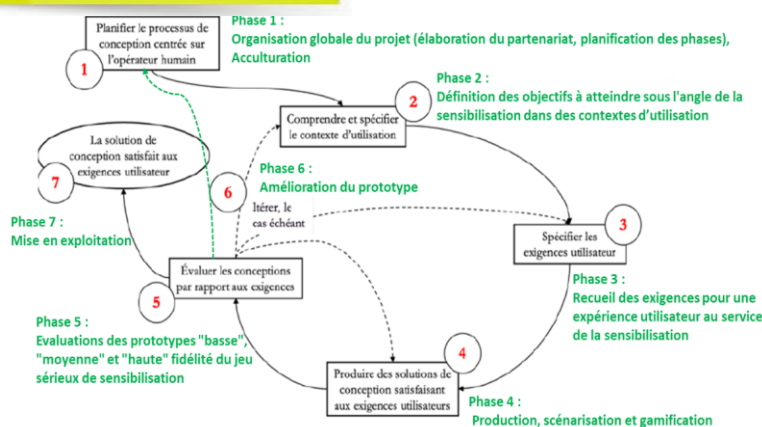 Phase 1 :
Organisation globale du projet (élaboration du partenariat, planification des phases),
Acculturation
Planifier le processus de
conception centrée sur
l'opérateur humain
1
Phase 2 :
Définition des objectifs à atteindre sous l'angle de la
sensibilisation dans des contextes d'utilisation
2
Comprendre et spécifier
le contexte d'utilisation
La solution de
conception satisfait aux
exigences utilisateur
7
Phase 7 :
Mise en exploitation
Phase 6 :
Amélioration du prototype
6
Itérer, le
cas échéant
3
Spécifier les
exigences utilisateur
Phase 3 :
Recueil des exigences pour une
expérience utilisateur au service
de la sensibilisation
Évaluer les conceptions
par rapport aux exigences
5
Phase 5 :
Evaluations des prototypes "basse",
"moyenne" et "haute" fidélité du jeu
sérieux de sensibilisation
4
Produire des solutions de
conception satisfaisant
aux exigences utilisateurs
Phase 4 :
Production, scénarisation et gamification